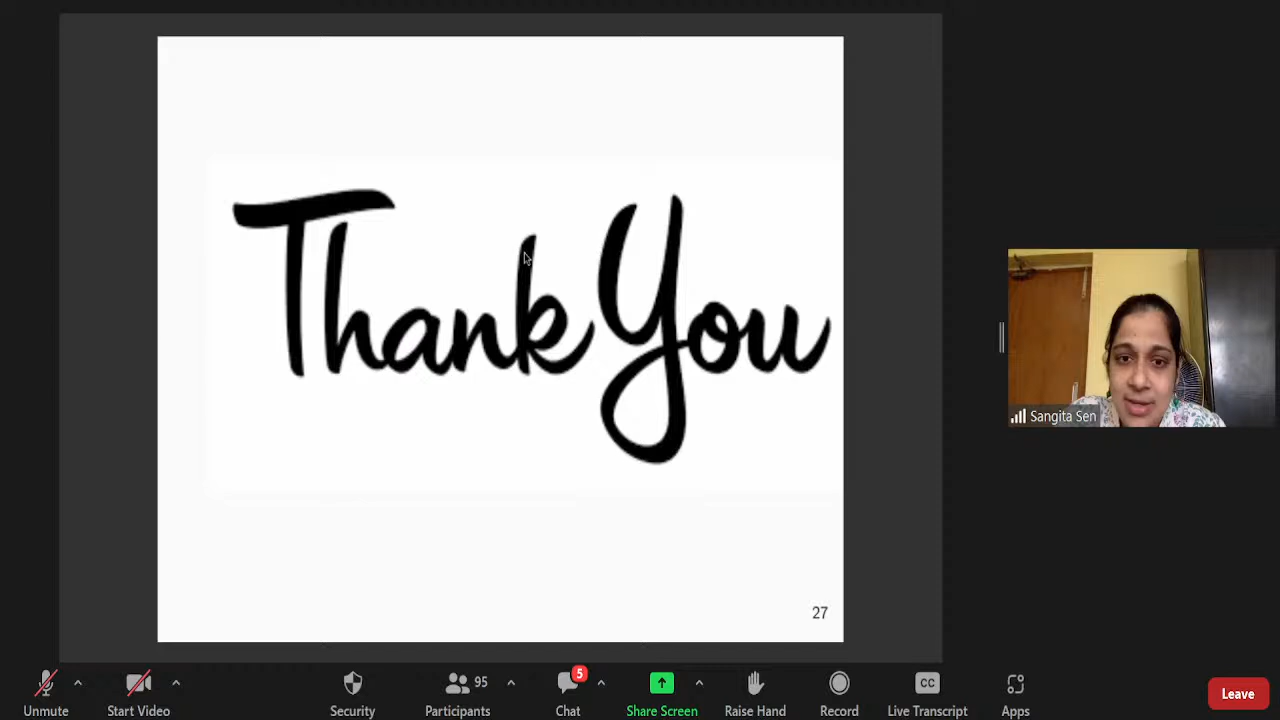 Thank You
27
Sangita Sen
5
95
CC
Unmute
Start Video
Security
Participants
Chat
Share Screen
Raise Hand
Record
Live Transcript
Apps
Leave